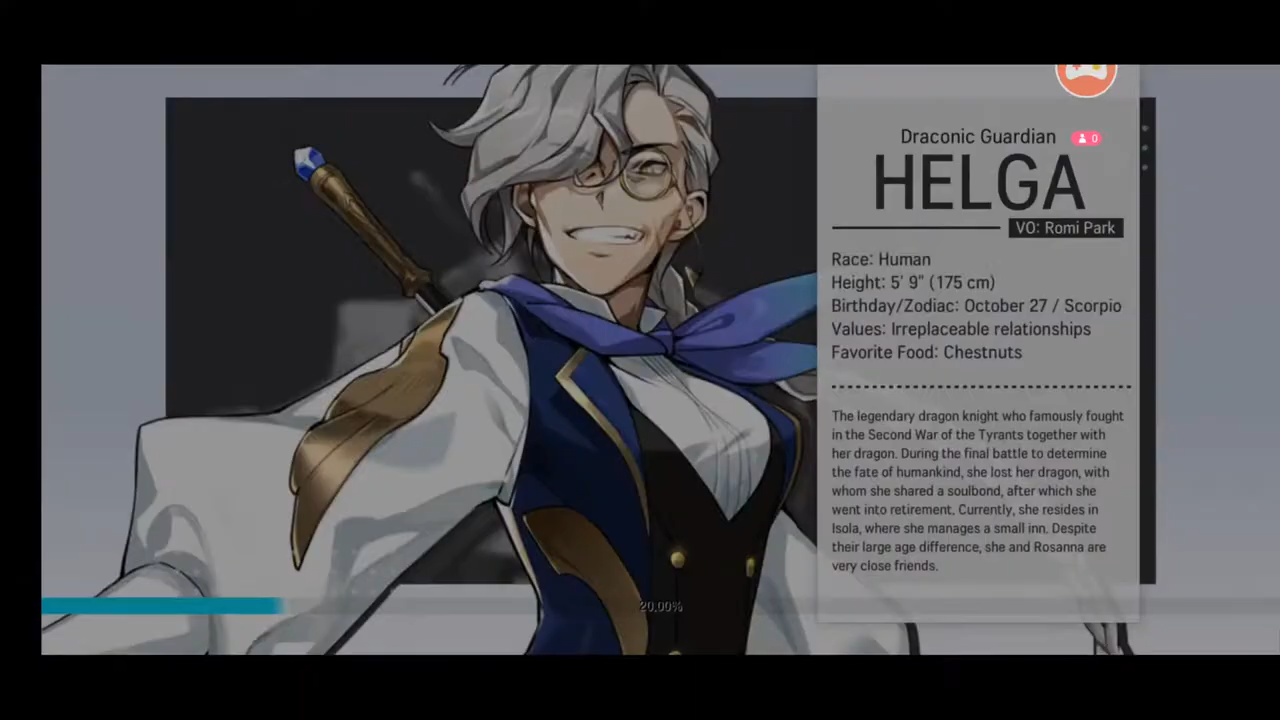 Draconic Guardian 0
HELGA
VO: Romi Park
Race: Human
Height: 5' 9" (175 cm)
Birthday/Zodiac: October 27 / Scorpio
Values: Irreplaceable relationships
Favorite Food: Chestnuts
The legendary dragon knight who famously fought
in the Second War of the Tyrants together with
her dragon. During the final battle to determine
the fate of humankind, she lost her dragon, with
whom she shared a soulbond, after which she
went into retirement. Currently, she resides in
Isola, where she manages a small inn. Despite
their large age difference, she and Rosanna are
very close friends.
20.00%